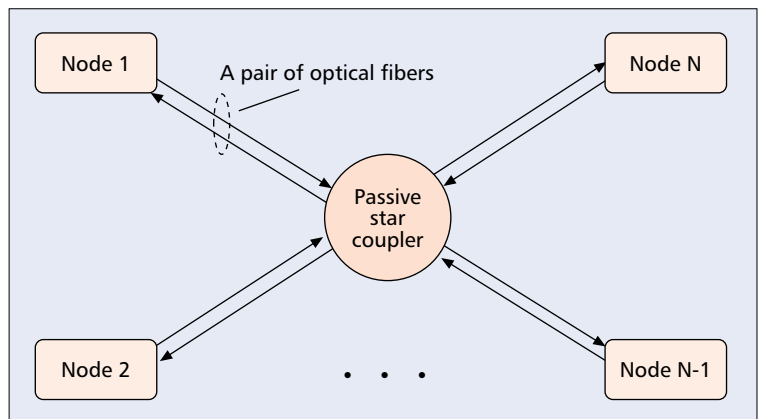 Node 1
A pair of optical fibers
Node N
Passive
star
coupler
Node 2
. . .
Node N-1